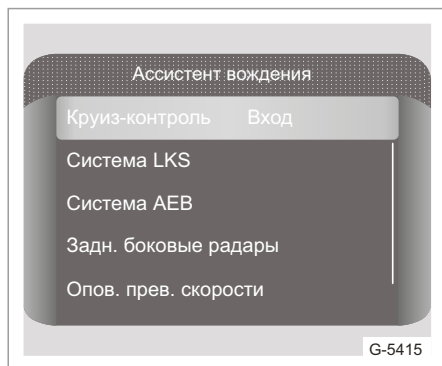 Ассистент вождения
Круиз-контроль Вход
Система LKS
Система AEB
Задн. боковые радары
Опов. прев. скорости
G-5415